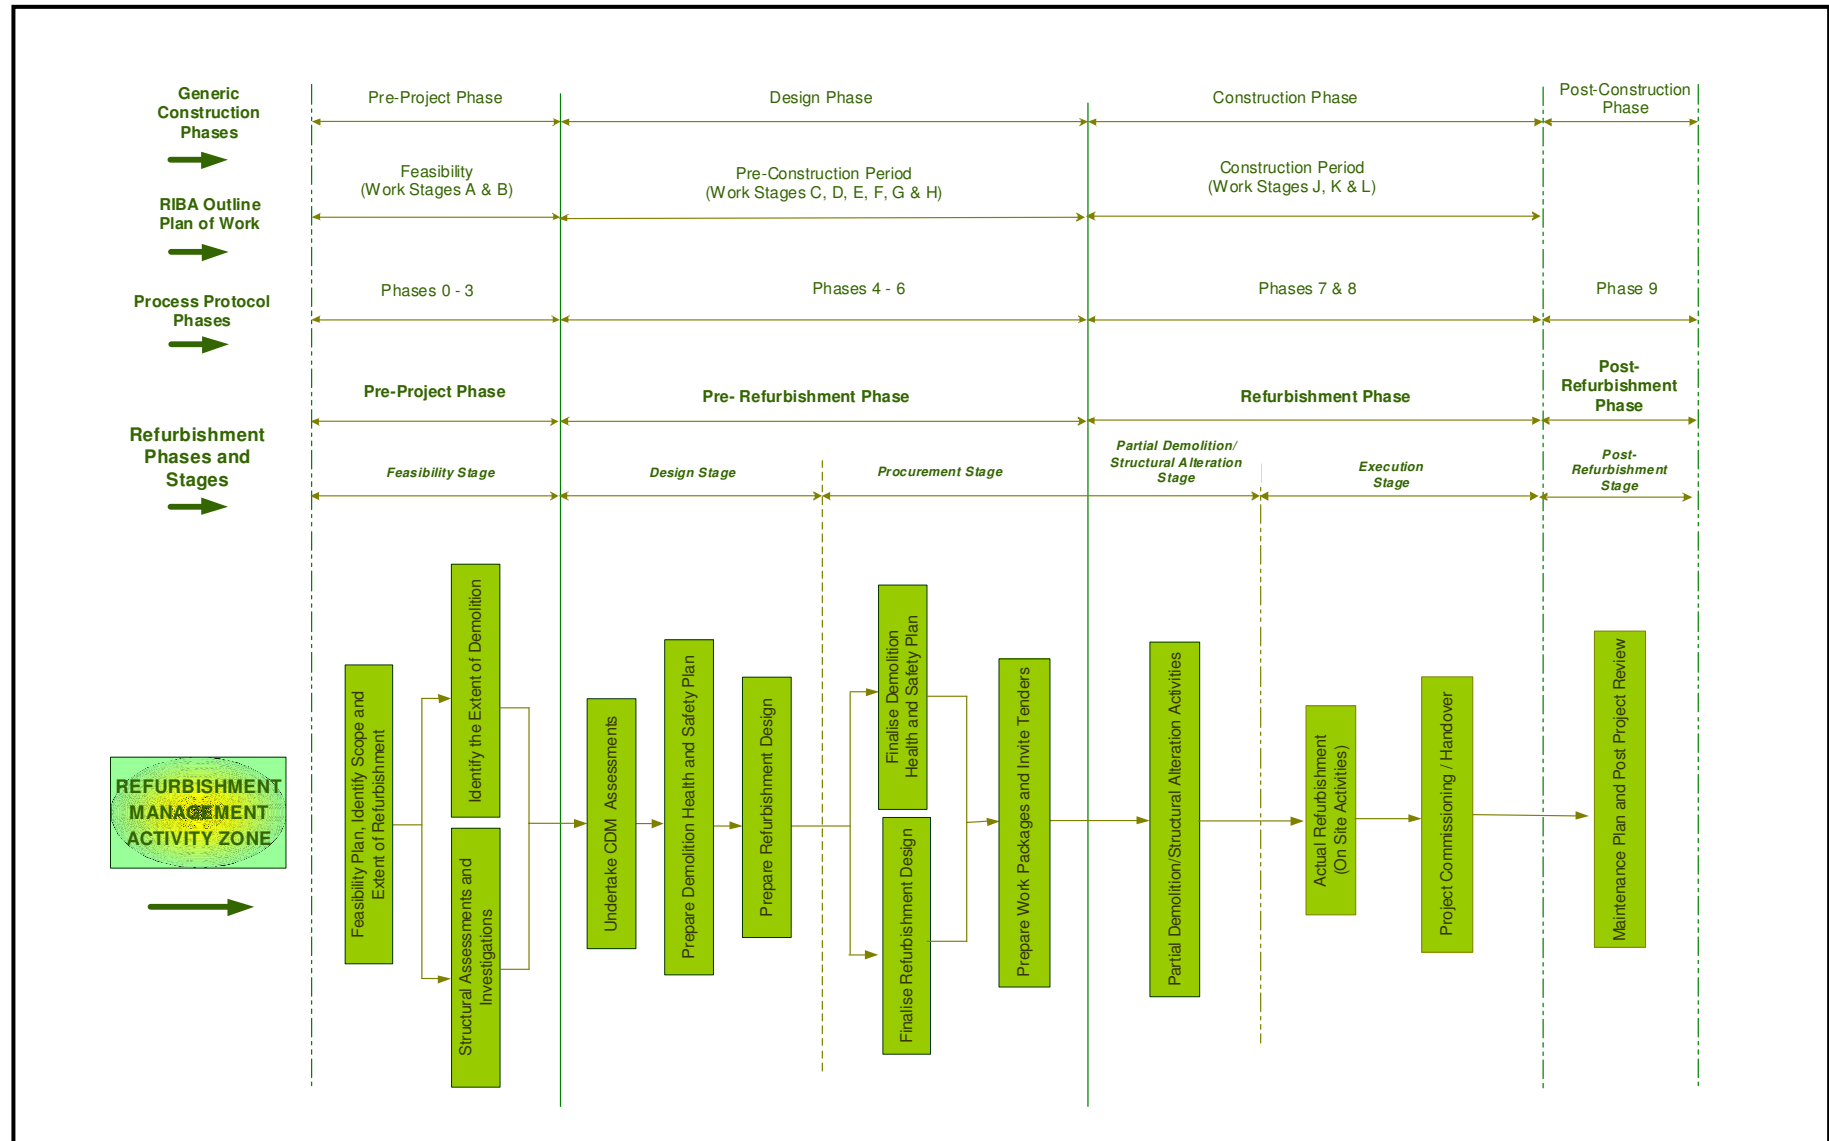 Generic
Construction
Phases
Pre-Project Phase
Design Phase
Construction Phase
Post-Construction
Phase
RIBA Outline
Plan of Work
Feasibility
(Work Stages A & B)
Pre-Construction Period
(Work Stages C, D, E, F, G & H)
Construction Period
(Work Stages J, K & L)
Process Protocol
Phases
Phases 0 - 3
Phases 4 - 6
Phases 7 & 8
Phase 9
Refurbishment
Phases and
Stages
Pre-Project Phase
Pre- Refurbishment Phase
Refurbishment Phase
Post-
Refurbishment
Phase
Feasibility Stage
Design Stage
Procurement Stage
Partial Demolition/
Structural Alteration
Stage
Execution
Stage
Post-
Refurbishment
Stage
REFURBISHMENT
MANAGEMENT
ACTIVITY ZONE
Feasibility Plan, Identify Scope and
Extent of Refurbishment
Identify the Extent of Demolition
Structural Assessments and
Investigations
Undertake CDM Assessments
Prepare Demolition Health and Safety Plan
Prepare Refurbishment Design
Finalise Demolition
Health and Safety Plan
Finalise Refurbishment Design
Prepare Work Packages and Invite Tenders
Partial Demolition/Structural Alteration Activities
Actual Refurbishment
(On Site Activities)
Project Commissioning / Handover
Maintenance Plan and Post Project Review